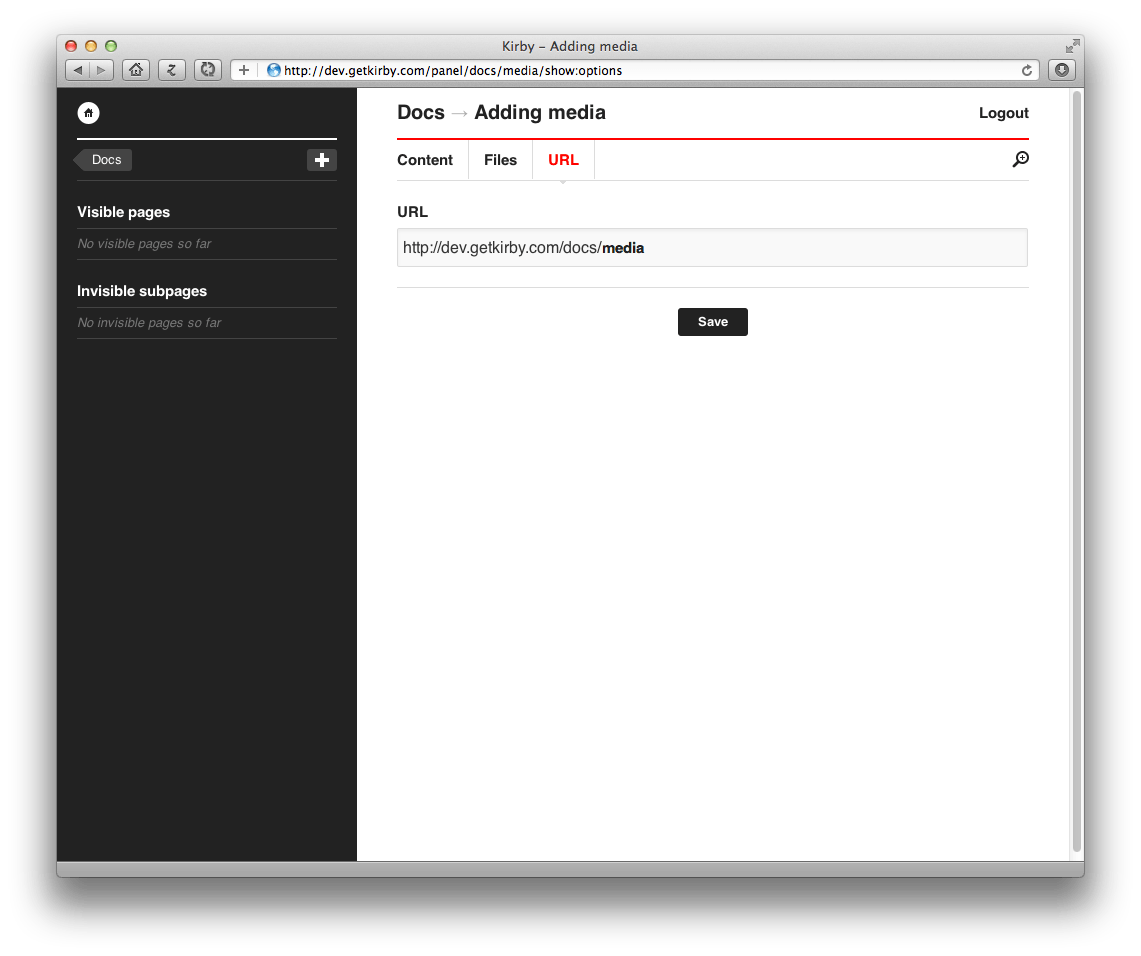 Kirby – Adding media
http://dev.getkirby.com/panel/docs/media/show:options
Docs
Visible pages
No visible pages so far
Invisible subpages
No invisible pages so far
Docs → Adding media
Logout
Content Files URL
URL
http://dev.getkirby.com/docs/media
Save